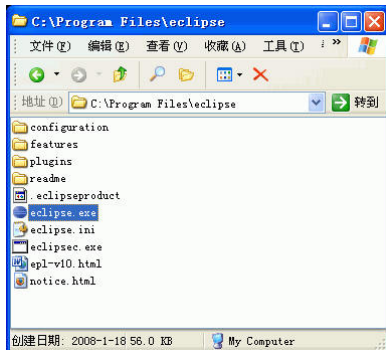 C:\Program Files\eclipse
文件(F) 编辑(E) 查看(V) 收藏(A) 工具(T) »
地址(D) C:\Program Files\eclipse 转到
configuration
features
plugins
readme
.eclipseproduct
eclipse.exe
eclipse.ini
eclipsec.exe
epl-v10.html
notice.html
创建日期: 2008-1-18 56.0 KB My Computer